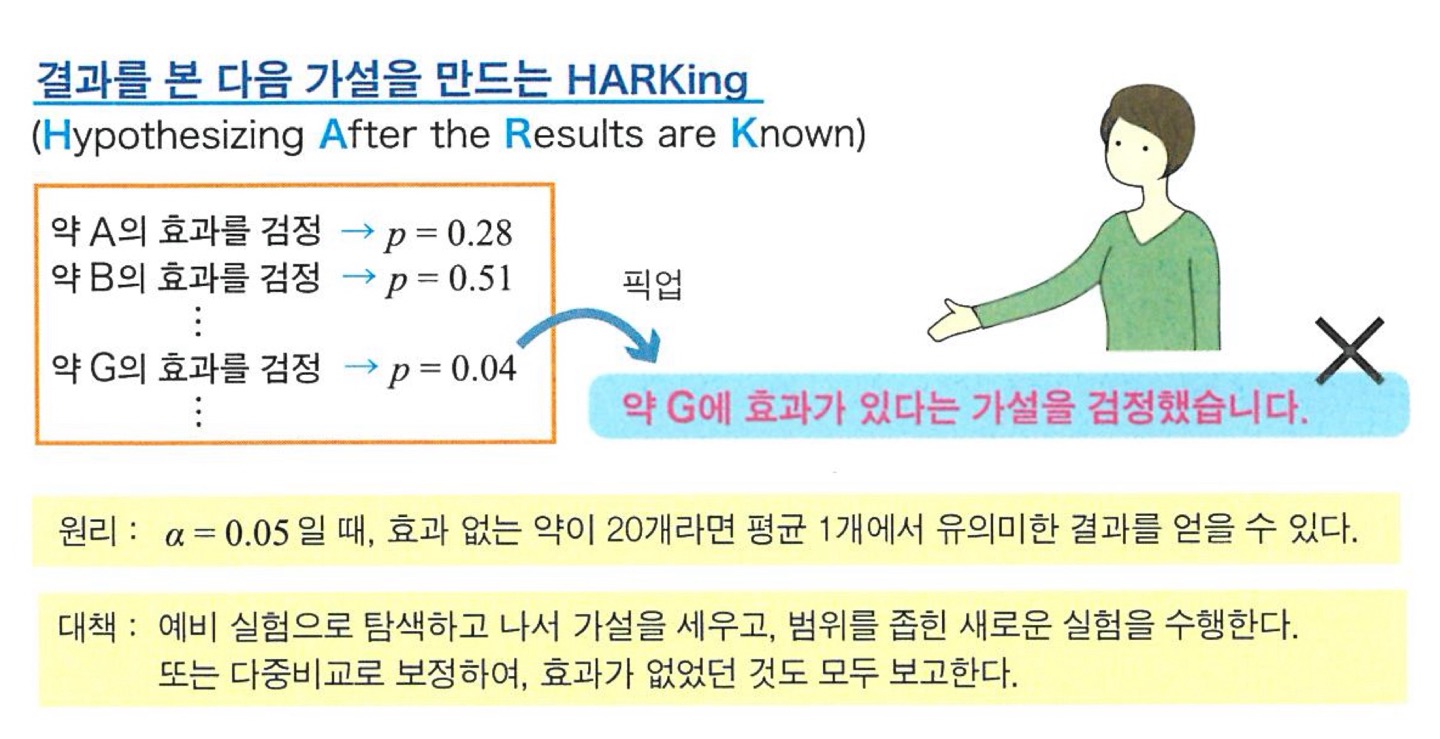 결과를 본 다음 가설을 만드는 HARKing
(Hypothesizing After the Results are Known)
약 A의 효과를 검정 → p = 0.28
약 B의 효과를 검정 → p = 0.51
⋮
약 G의 효과를 검정 → p = 0.04
⋮
픽업
약 G에 효과가 있다는 가설을 검정했습니다.
원리 : α = 0.05일 때, 효과 없는 약이 20개라면 평균 1개에서 유의미한 결과를 얻을 수 있다.
대책 : 예비 실험으로 탐색하고 나서 가설을 세우고, 범위를 좁힌 새로운 실험을 수행한다.
또는 다중비교로 보정하여, 효과가 없었던 것도 모두 보고한다.